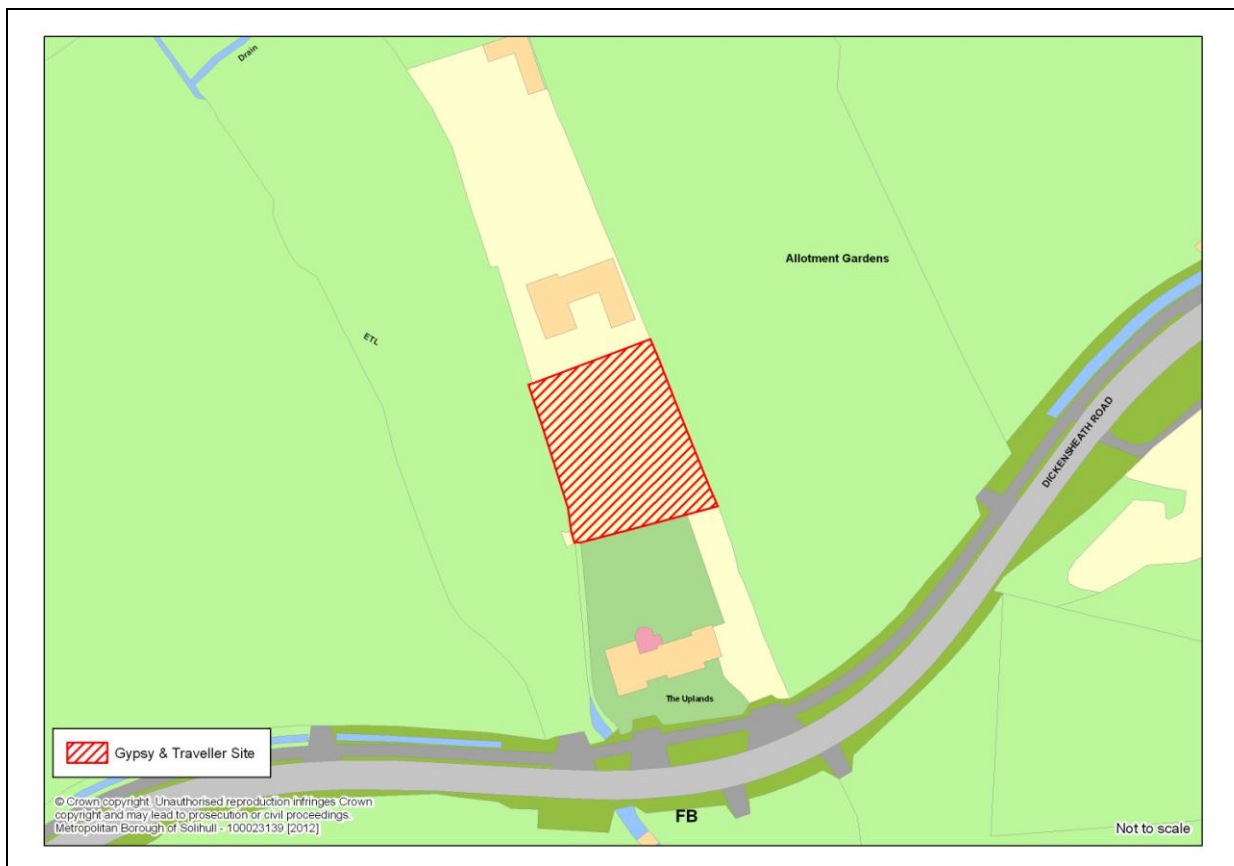 Drain
Allotment Gardens
ETL
DICKENSHEATH ROAD
The Uplands
Gypsy & Traveller Site
© Crown copyright. Unauthorised reproduction infringes Crown
copyright and may lead to prosecution or civil proceedings.
Metropolitan Borough of Solihull - 100023139 [2012]
FB
Not to scale